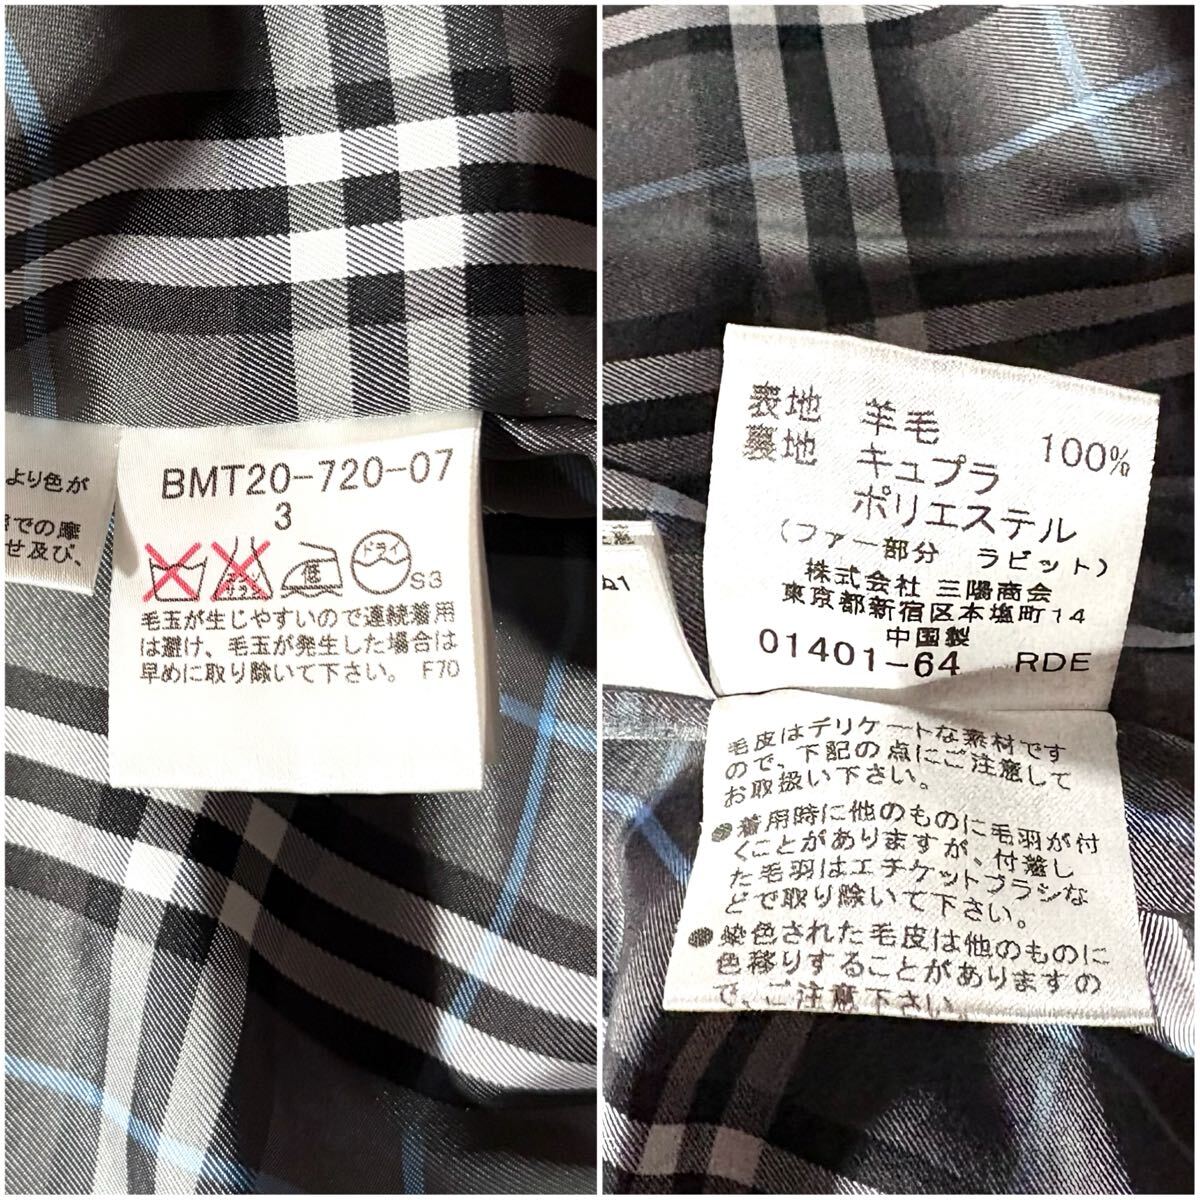 より色が
での摩
せ及び、
BMT20-720-07
3
低
ドライ
S3
毛玉が生じやすいので連続着用
は避け、毛玉が発生した場合は
早めに取り除いて下さい。 F70
表地 羊毛 100%
裏地 キュプラ
ポリエステル
(ファー部分 ラビット)
株式会社 三陽商会
東京都新宿区本塩町14
中国製
01401-64 RDE
毛皮はデリケートな素材です
ので、下記の点にご注意して
お取扱い下さい。
●着用時に他のものに毛羽が付
くことがありますが、付着し
た毛羽はエチケットブラシな
どで取り除いて下さい。
●染色された毛皮は他のものに
色移りすることがありますの
で、ご注意下さい。